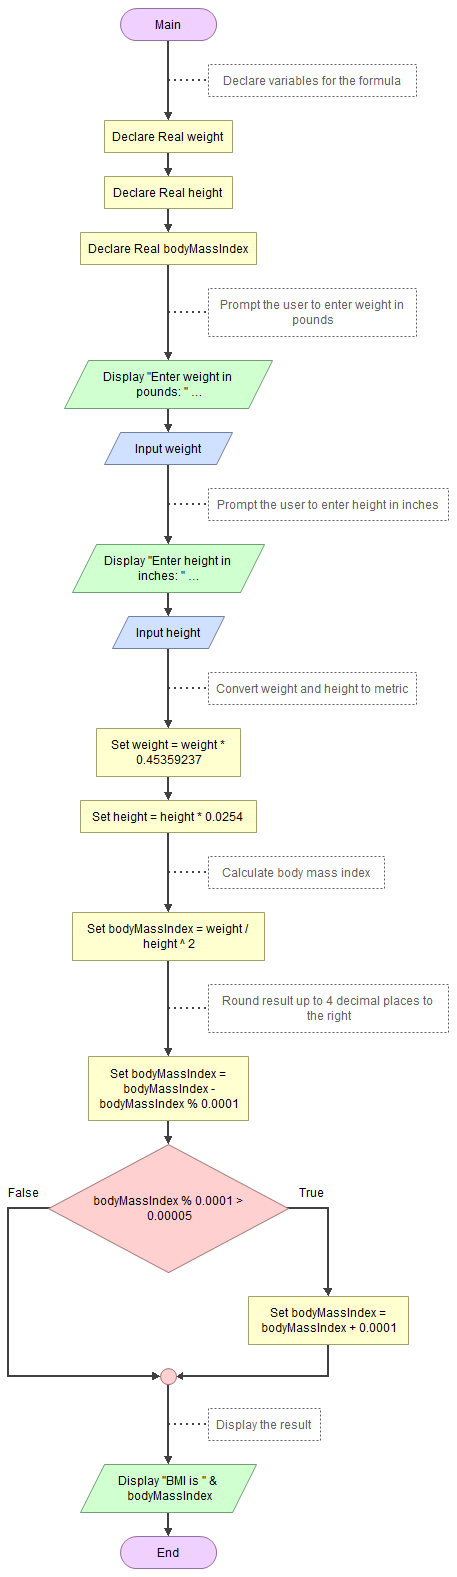 Main
Declare variables for the formula
Declare Real weight
Declare Real height
Declare Real bodyMassIndex
Prompt the user to enter weight in
pounds
Display "Enter weight in
pounds: " ...
Input weight
Prompt the user to enter height in inches
Display "Enter height in
inches: " ...
Input height
Convert weight and height to metric
Set weight = weight *
0.45359237
Set height = height * 0.0254
Calculate body mass index
Set bodyMassIndex = weight /
height ^ 2
Round result up to 4 decimal places to
the right
Set bodyMassIndex =
bodyMassIndex -
bodyMassIndex % 0.0001
False
True
bodyMassIndex % 0.0001 >
0.00005
Set bodyMassIndex =
bodyMassIndex + 0.0001
Display the result
Display "BMI is " &
bodyMassIndex
End